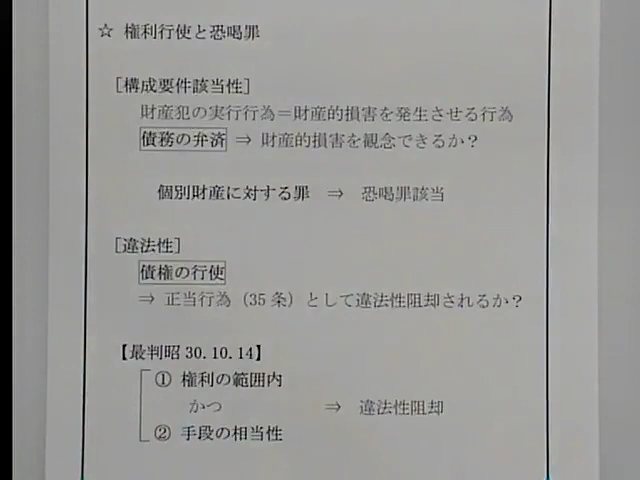 ☆ 権利行使と恐喝罪
［構成要件該当性］
財産犯の実行行為＝財産的損害を発生させる行為
債務の弁済 ⇒ 財産的損害を観念できるか？
個別財産に対する罪 ⇒ 恐喝罪該当
［違法性］
債権の行使
⇒ 正当行為（35 条）として違法性阻却されるか？
【最判昭 30.10.14】
① 権利の範囲内
かつ ⇒ 違法性阻却
② 手段の相当性